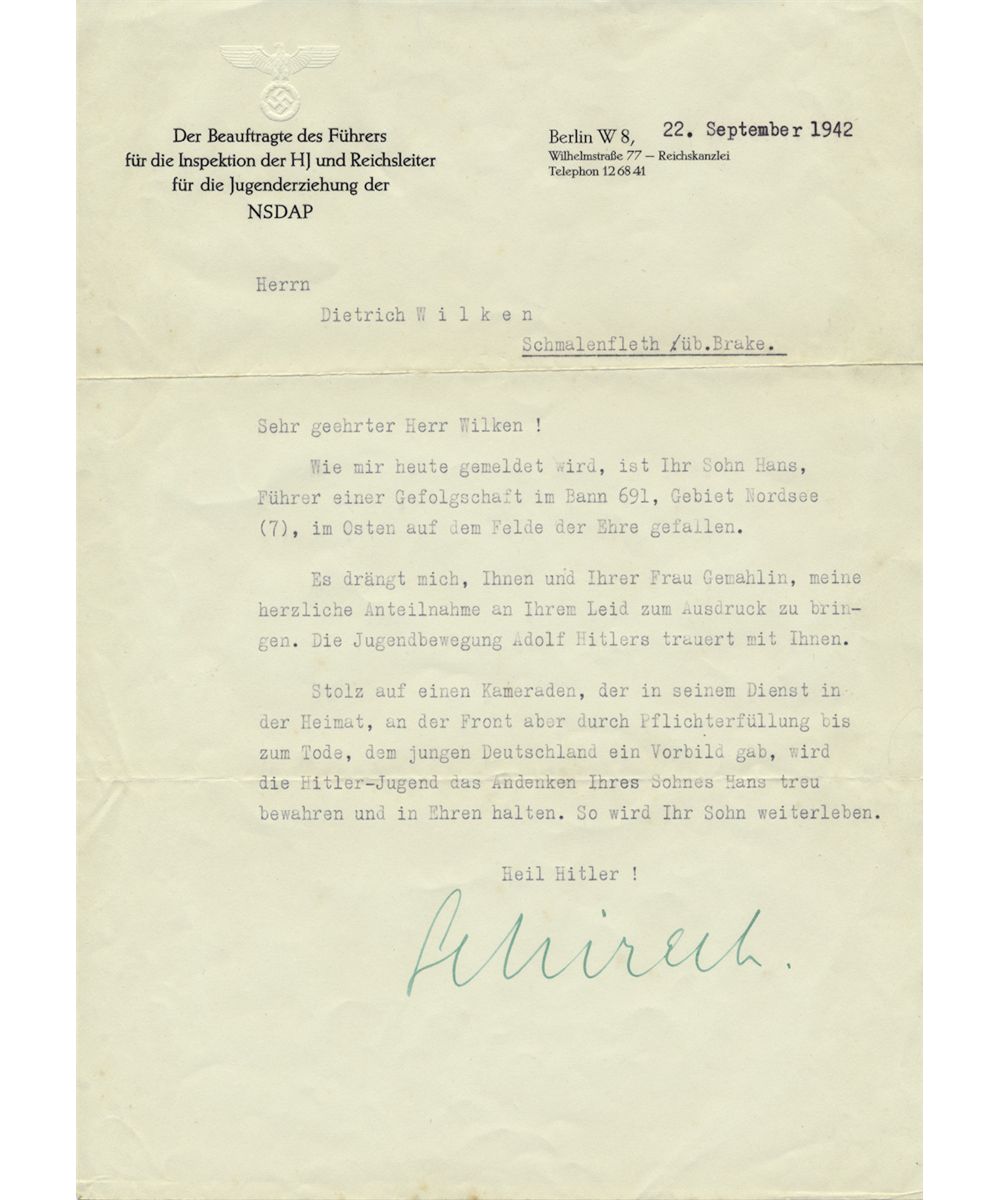 Der Beauftragte des Führers
für die Inspektion der HJ und Reichsleiter
für die Jugenderziehung der
NSDAP
Berlin W 8, 22. September 1942
Wilhelmstraße 77 — Reichskanzlei
Telephon 12 68 41
Herrn
Dietrich W i l k e n
Schmalenfleth /üb.Brake.
Sehr geehrter Herr Wilken !
Wie mir heute gemeldet wird, ist Ihr Sohn Hans,
Führer einer Gefolgschaft im Bann 691, Gebiet Nordsee
(7), im Osten auf dem Felde der Ehre gefallen.
Es drängt mich, Ihnen und Ihrer Frau Gemahlin, meine
herzliche Anteilnahme an Ihrem Leid zum Ausdruck zu brin-
gen. Die Jugendbewegung Adolf Hitlers trauert mit Ihnen.
Stolz auf einen Kameraden, der in seinem Dienst in
der Heimat, an der Front aber durch Pflichterfüllung bis
zum Tode, dem jungen Deutschland ein Vorbild gab, wird
die Hitler-Jugend das Andenken Ihres Sohnes Hans treu
bewahren und in Ehren halten. So wird Ihr Sohn weiterleben.
Heil Hitler !
Schirach.